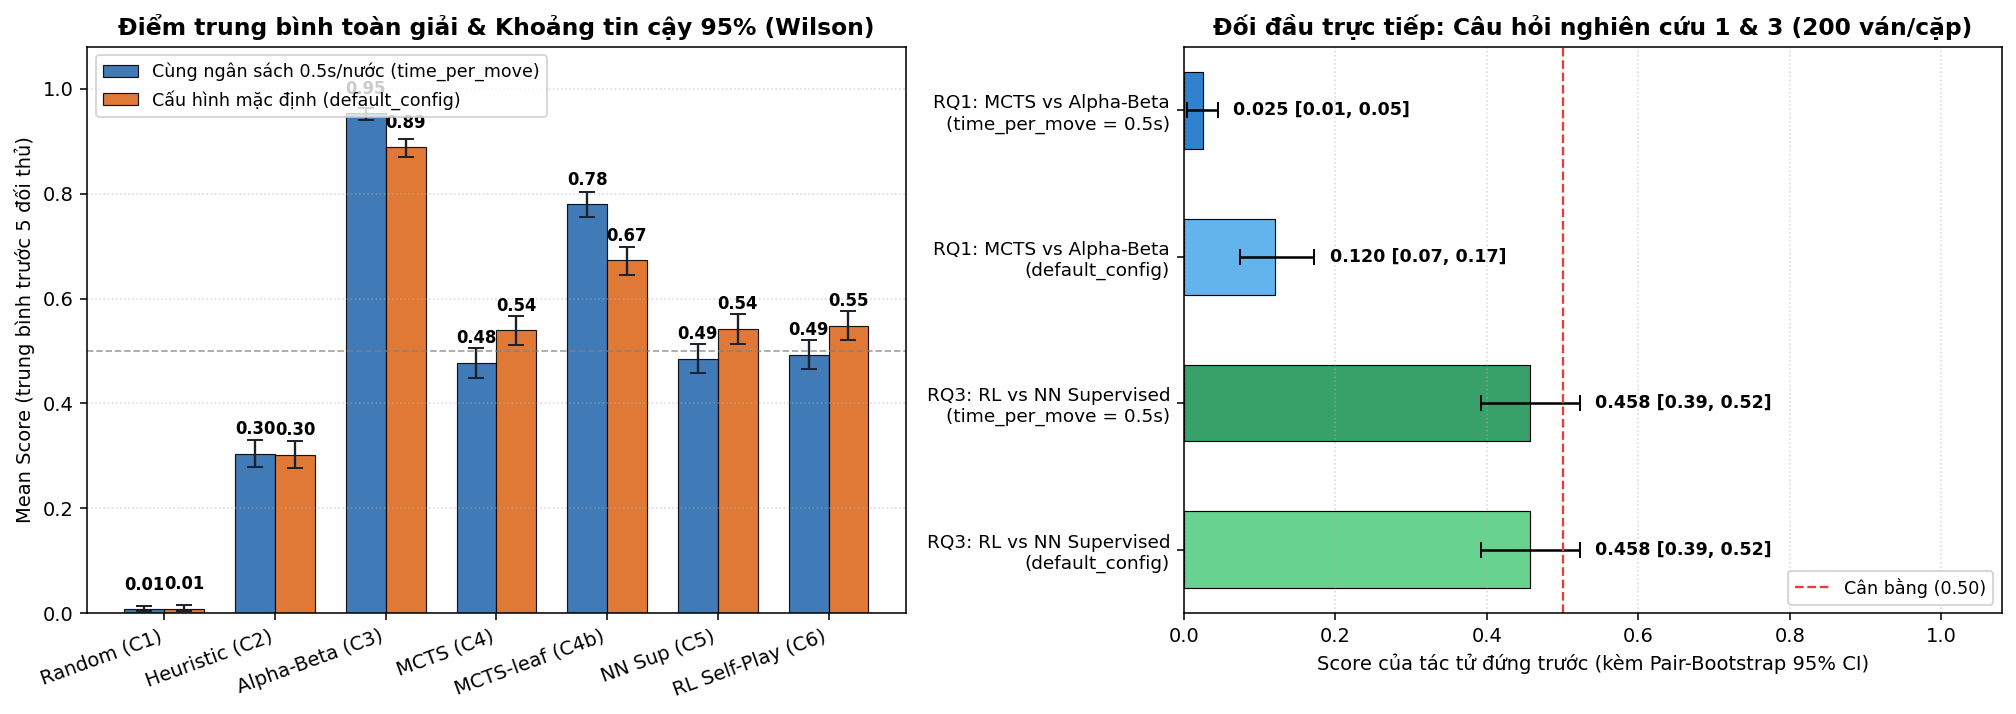 Điểm trung bình toàn giải & Khoảng tin cậy 95% (Wilson)
Cùng ngân sách 0.5s/nước (time_per_move)
Cấu hình mặc định (default_config)
Mean Score (trung bình trước 5 đối thủ)
1.0
0.8
0.6
0.4
0.2
0.0
0.01
0.01
0.30
0.30
0.95
0.89
0.48
0.54
0.78
0.67
0.49
0.54
0.49
0.55
Random (C1)
Heuristic (C2)
Alpha-Beta (C3)
MCTS (C4)
MCTS-leaf (C4b)
NN Sup (C5)
RL Self-Play (C6)
Đối đầu trực tiếp: Câu hỏi nghiên cứu 1 & 3 (200 ván/cặp)
RQ1: MCTS vs Alpha-Beta
(time_per_move = 0.5s)
0.025 [0.01, 0.05]
RQ1: MCTS vs Alpha-Beta
(default_config)
0.120 [0.07, 0.17]
RQ3: RL vs NN Supervised
(time_per_move = 0.5s)
0.458 [0.39, 0.52]
RQ3: RL vs NN Supervised
(default_config)
0.458 [0.39, 0.52]
Cân bằng (0.50)
0.0
0.2
0.4
0.6
0.8
1.0
Score của tác tử đứng trước (kèm Pair-Bootstrap 95% CI)